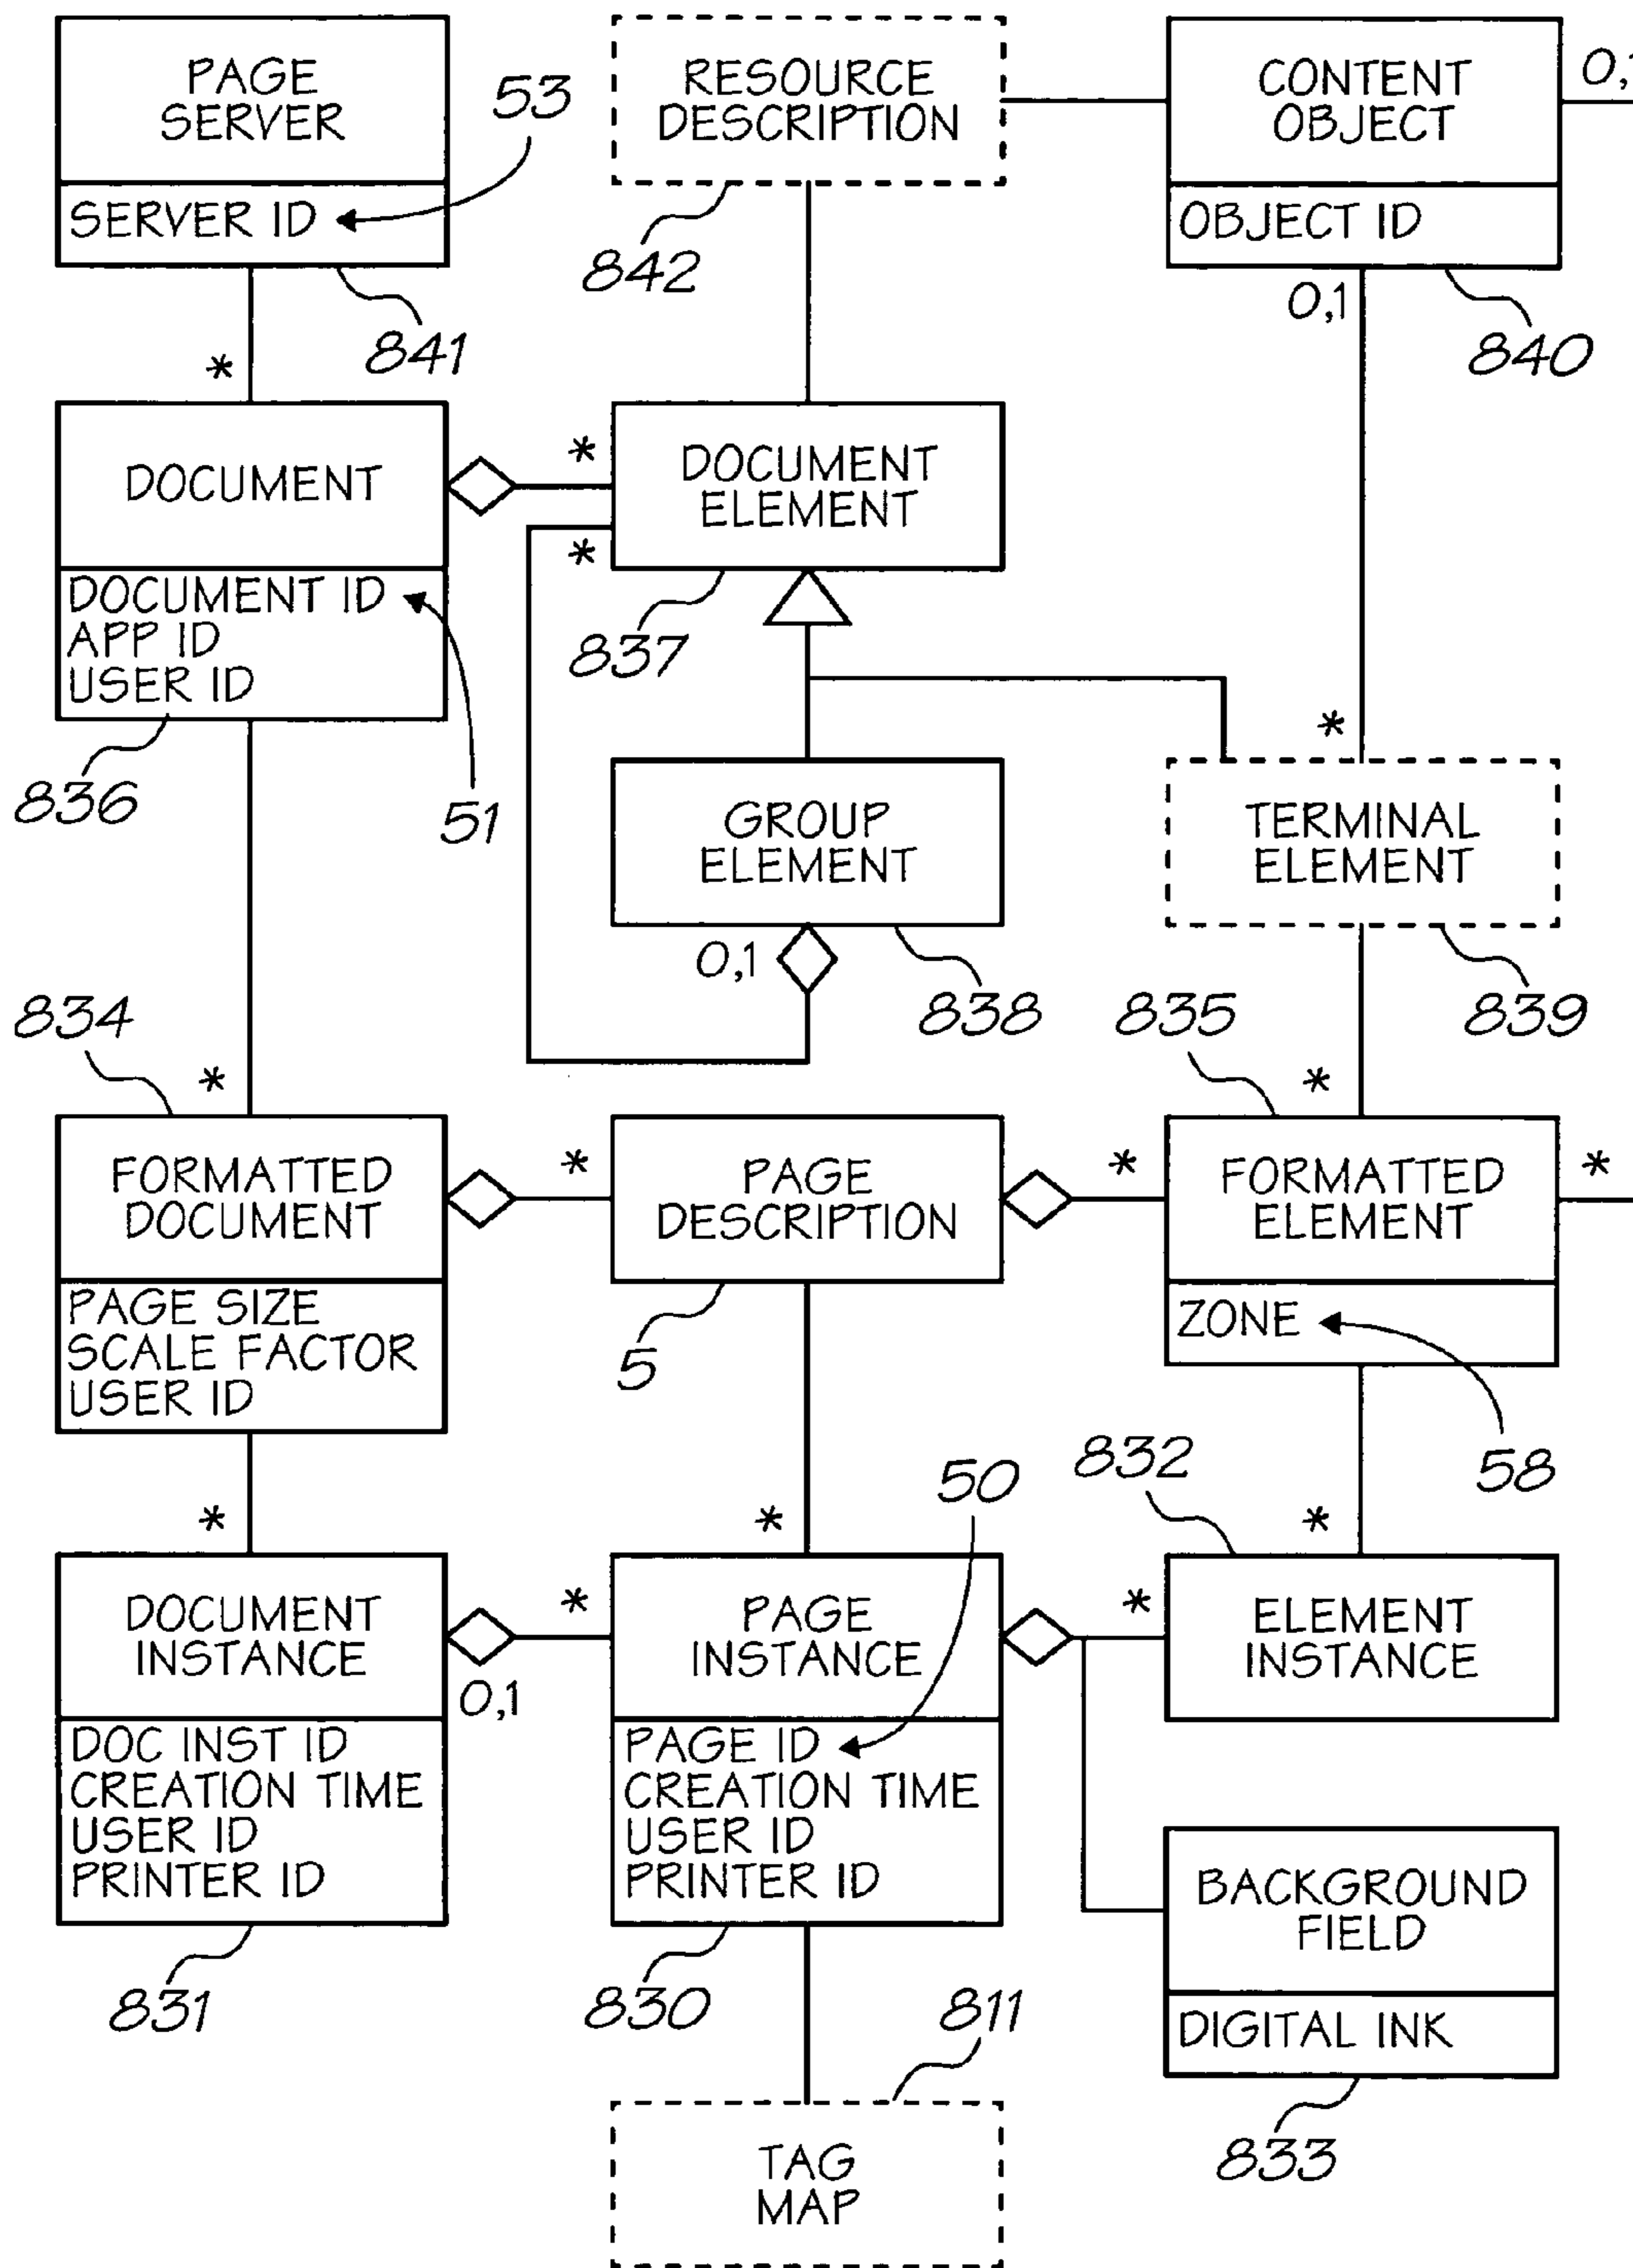 PAGE
SERVER
53
SERVER ID
841
RESOURCE
DESCRIPTION
842
CONTENT
OBJECT
OBJECT ID
0,1
840
*
DOCUMENT
DOCUMENT ID
APP ID
USER ID
836
51
*
DOCUMENT
ELEMENT
*
837
GROUP
ELEMENT
0,1
838
*
TERMINAL
ELEMENT
839
834
*
FORMATTED
DOCUMENT
PAGE SIZE
SCALE FACTOR
USER ID
*
PAGE
DESCRIPTION
5
*
835
*
FORMATTED
ELEMENT
*
ZONE
58
*
DOCUMENT
INSTANCE
0,1
DOC INST ID
CREATION TIME
USER ID
PRINTER ID
831
*
*
50
PAGE
INSTANCE
PAGE ID
CREATION TIME
USER ID
PRINTER ID
830
832
*
*
ELEMENT
INSTANCE
BACKGROUND
FIELD
DIGITAL INK
833
811
TAG
MAP